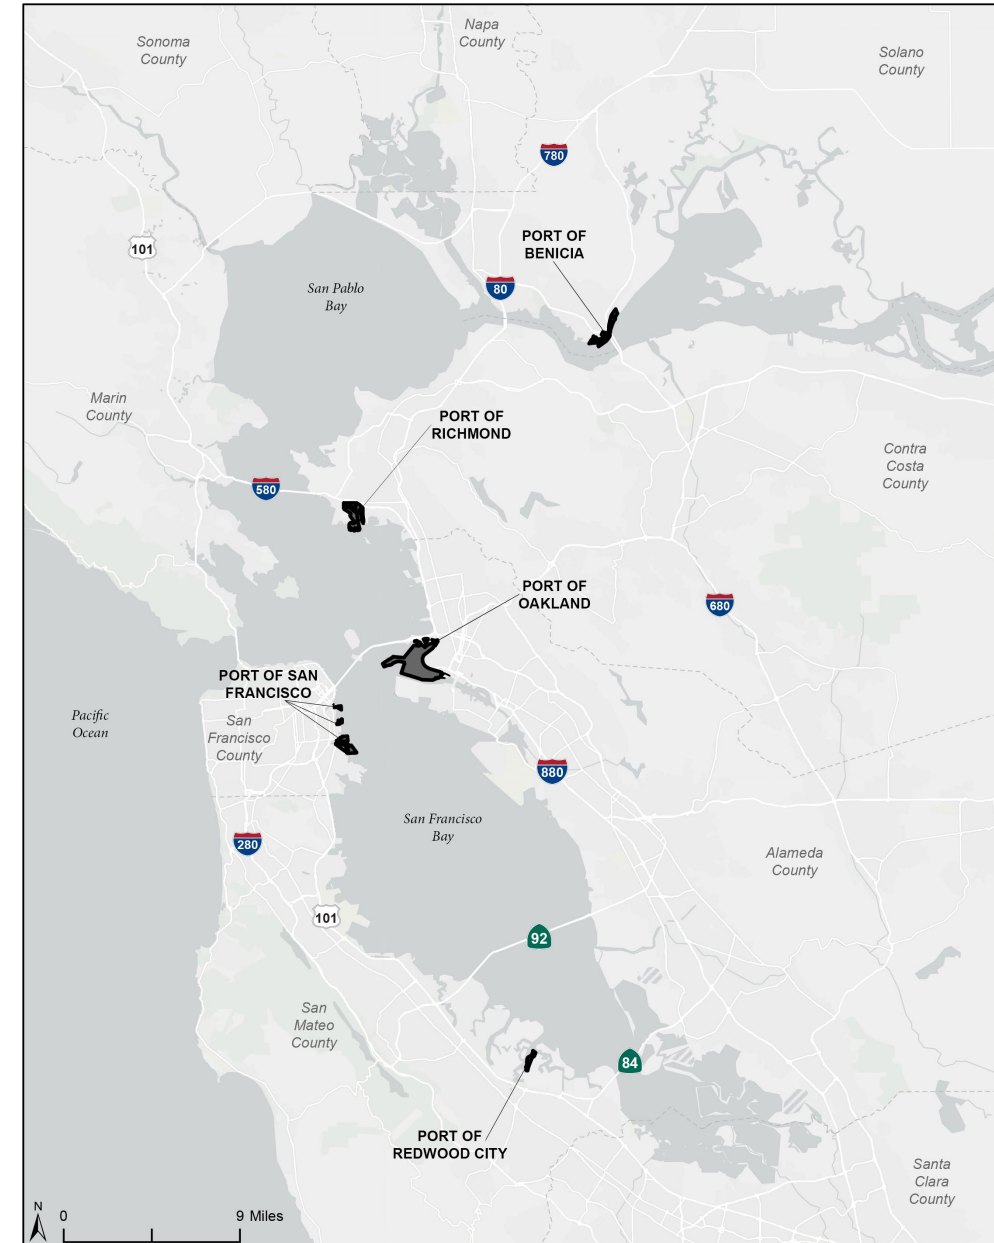 Napa
County
Sonoma
County
Solano
County
780
PORT OF
BENICIA
101
80
San Pablo
Bay
Marin
County
PORT OF
RICHMOND
Contra
Costa
County
580
PORT OF
OAKLAND
680
PORT OF SAN
FRANCISCO
Pacific
Ocean
San
Francisco
County
880
San Francisco
Bay
280
Alameda
County
101
92
San
Mateo
County
84
PORT OF
REDWOOD CITY
Santa
Clara
County
N
0 9 Miles